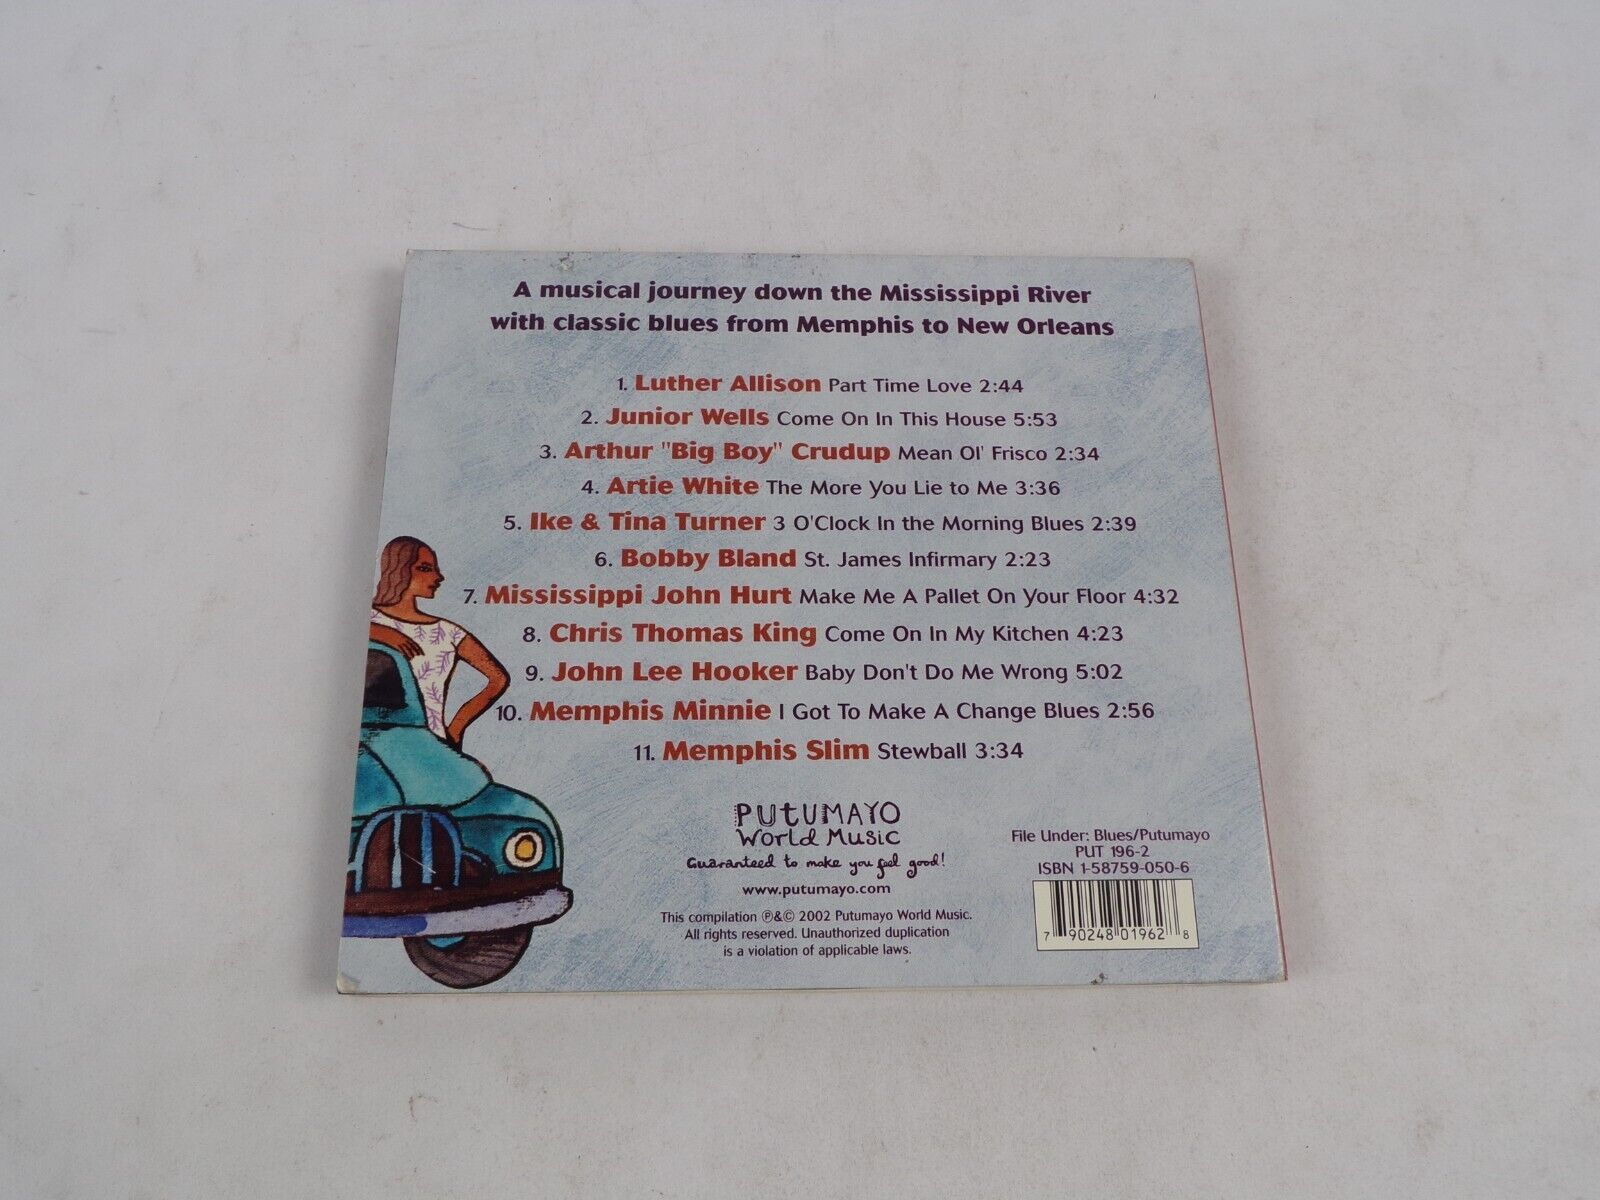 A musical journey down the Mississippi River
with classic blues from Memphis to New Orleans
1. Luther Allison Part Time Love 2:44
2. Junior Wells Come On In This House 5:53
3. Arthur "Big Boy" Crudup Mean Ol' Frisco 2:34
4. Artie White The More You Lie to Me 3:36
5. Ike & Tina Turner 3 O'Clock In the Morning Blues 2:39
6. Bobby Bland St. James Infirmary 2:23
7. Mississippi John Hurt Make Me A Pallet On Your Floor 4:32
8. Chris Thomas King Come On In My Kitchen 4:23
9. John Lee Hooker Baby Don't Do Me Wrong 5:02
10. Memphis Minnie I Got To Make A Change Blues 2:56
11. Memphis Slim Stewball 3:34
PUTUMAYO
World Music
Guaranteed to make you feel good!
www.putumayo.com
This compilation ℗&© 2002 Putumayo World Music.
All rights reserved. Unauthorized duplication
is a violation of applicable laws.
File Under: Blues/Putumayo
PUT 196-2
ISBN 1-58759-050-6
7 90248 01962 8